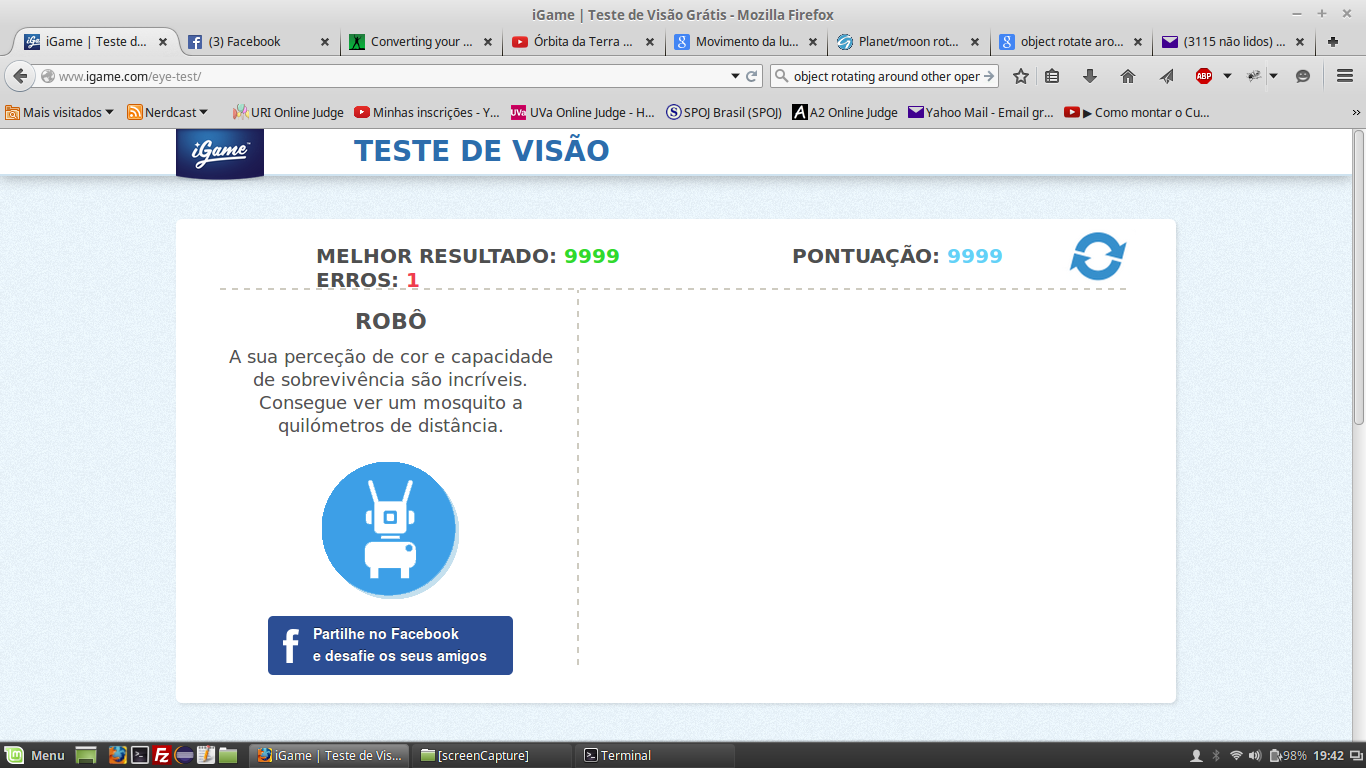 iGame | Teste de Visão Grátis - Mozilla Firefox
iGame | Teste d...
(3) Facebook
Converting your ...
Órbita da Terra ...
Movimento da lu...
Planet/moon rot...
object rotate aro...
(3115 não lidos) ...
www.igame.com/eye-test/
object rotating around other oper
ABP
Mais visitados
Nerdcast
URI Online Judge
Minhas inscrições - Y...
UVa Online Judge - H...
SPOJ Brasil (SPOJ)
A2 Online Judge
Yahoo Mail - Email gr...
▶ Como montar o Cu...
iGame
TESTE DE VISÃO
MELHOR RESULTADO: 9999
PONTUAÇÃO: 9999
ERROS: 1
ROBÔ
A sua perceção de cor e capacidade
de sobrevivência são incríveis.
Consegue ver um mosquito a
quilómetros de distância.
Partilhe no Facebook
e desafie os seus amigos
Menu
iGame | Teste de Vis...
[screenCapture]
Terminal
98%
19:42